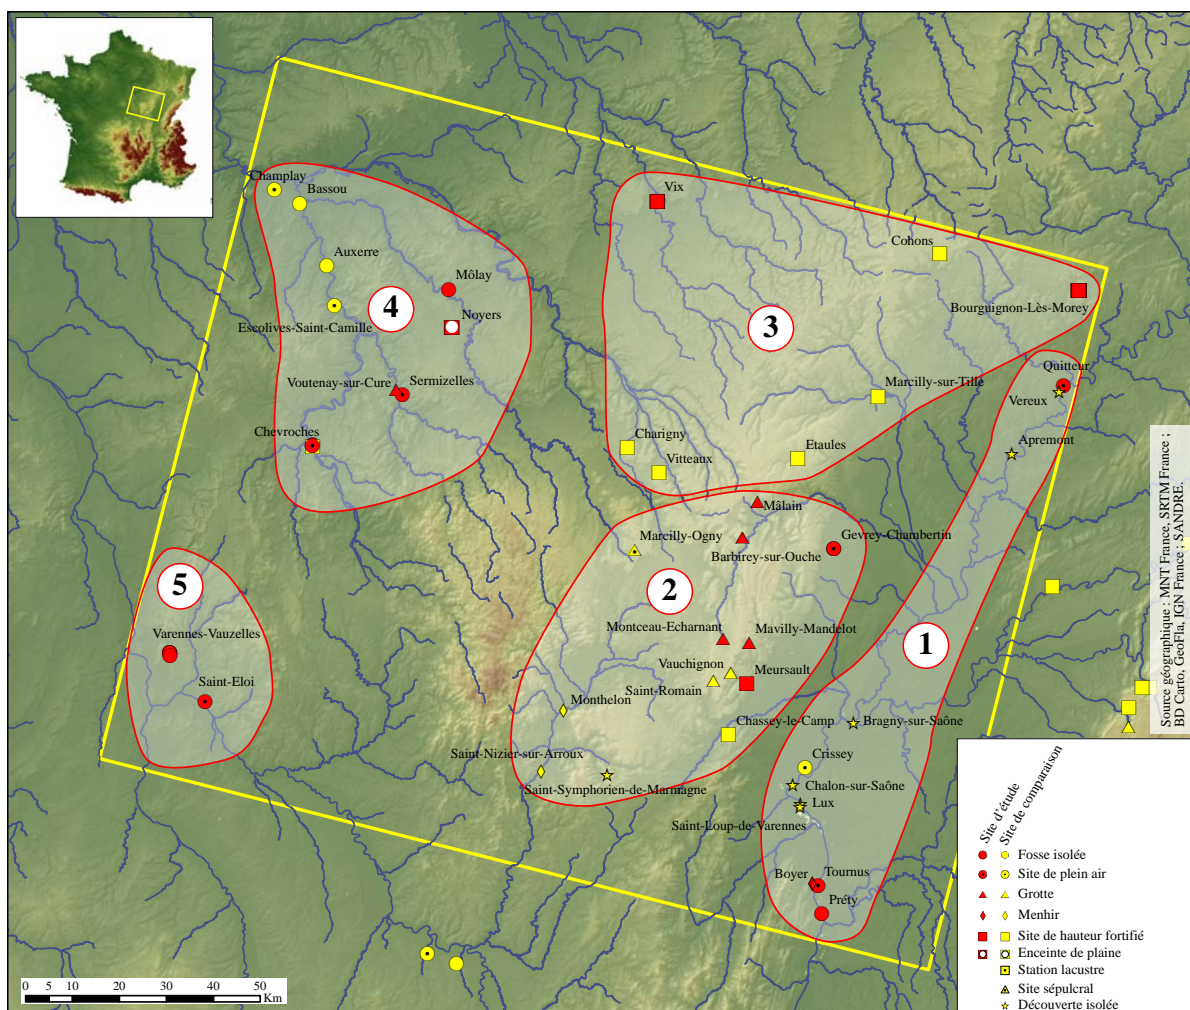 Champlay
Bassou
Vix
Cohons
Auxerre
Môlay
4
Bourguignon-Lès-Morey
Noyers
3
Escolives-Saint-Camille
Quitteur
Voutenay-sur-Cure
Sermizelles
Marcilly-sur-Tille
Vereux
Chevroches
Charigny
Etaules
Apremont
Vitteaux
Mâlain
Marcilly-Ogny
Gevrey-Chambertin
Barbirey-sur-Ouche
5
2
Montceau-Echarnant
Mavilly-Mandelot
Varennes-Vauzelles
1
Vauchignon
Meursault
Saint-Eloi
Saint-Romain
Monthelon
Chassey-le-Camp
Bragny-sur-Saône
Saint-Nizier-sur-Arroux
Crissey
Saint-Symphorien-de-Marmagne
Chalon-sur-Saône
Lux
Saint-Loup-de-Varennes
Boyer
Tournus
Préty
Source géographique : MNT France, SRTM France ;
BD Carto, GeoFla, IGN France ; SANDRE.
Site d'étude
Site de comparaison
Fosse isolée
Site de plein air
Grotte
Menhir
Site de hauteur fortifié
Enceinte de plaine
Station lacustre
Site sépulcral
Découverte isolée
0 5 10 20 30 40 50
Km